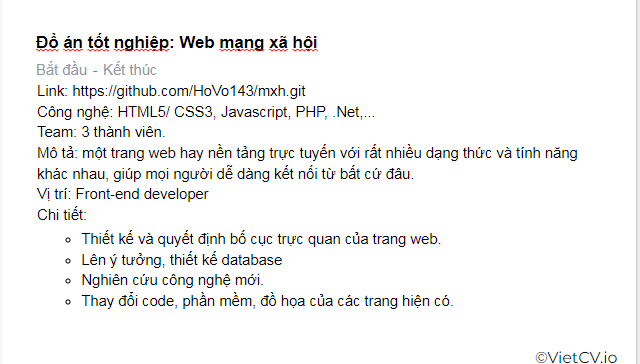 Đồ án tốt nghiệp: Web mạng xã hội
Bắt đầu - Kết thúc
Link: https://github.com/HoVo143/mxh.git
Công nghệ: HTML5/ CSS3, Javascript, PHP, .Net,...
Team: 3 thành viên.
Mô tả: một trang web hay nền tảng trực tuyến với rất nhiều dạng thức và tính năng
khác nhau, giúp mọi người dễ dàng kết nối từ bất cứ đâu.
Vị trí: Front-end developer
Chi tiết:
Thiết kế và quyết định bố cục trực quan của trang web.
Lên ý tưởng, thiết kế database
Nghiên cứu công nghệ mới.
Thay đổi code, phần mềm, đồ họa của các trang hiện có.
©VietCV.io